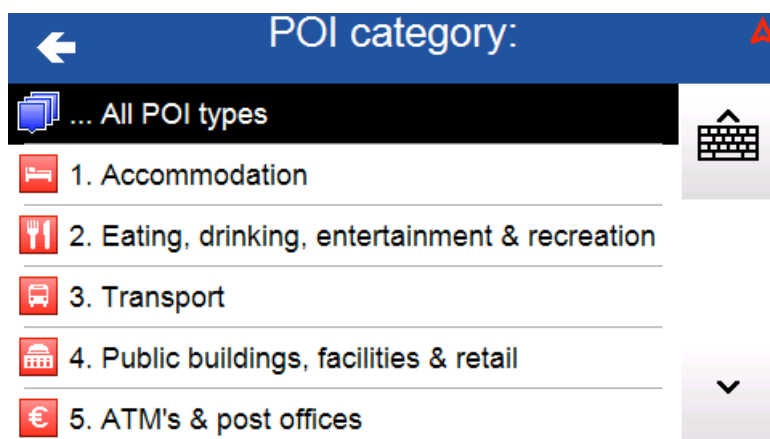 POI category:
... All POI types
1. Accommodation
2. Eating, drinking, entertainment & recreation
3. Transport
4. Public buildings, facilities & retail
€ 5. ATM's & post offices